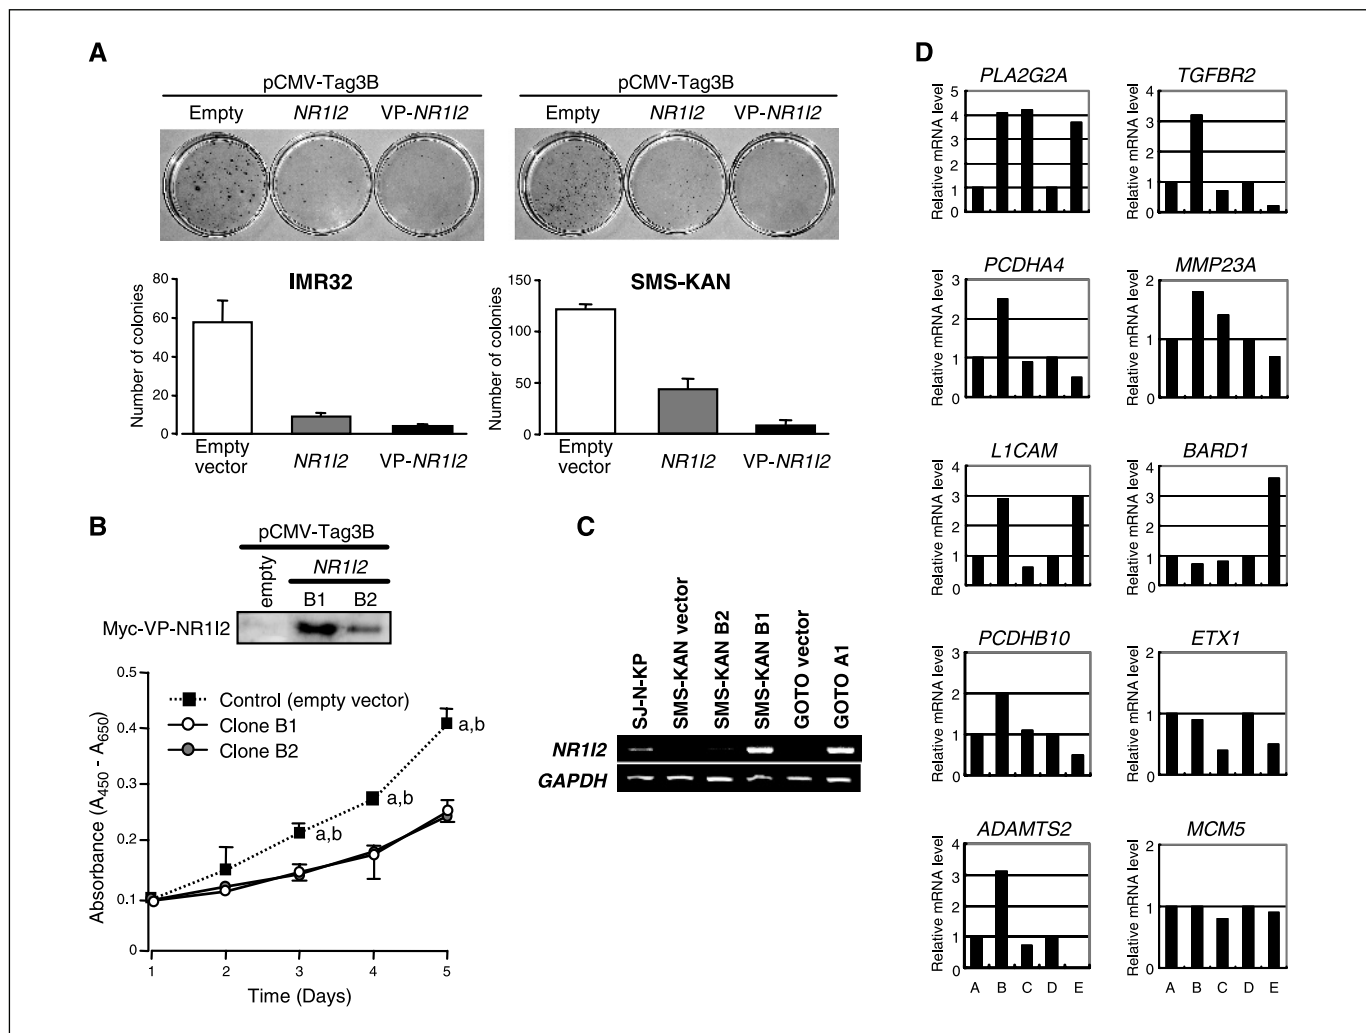 A
pCMV-Tag3B
Empty NR1I2 VP-NR1I2
pCMV-Tag3B
Empty NR1I2 VP-NR1I2
IMR32
Number of colonies
80
60
40
20
0
Empty vector NR1I2 VP-NR1I2
SMS-KAN
Number of colonies
150
100
50
0
Empty vector NR1I2 VP-NR1I2
B
pCMV-Tag3B
empty
NR1I2
B1 B2
Myc-VP-NR1I2
Absorbance (A450 - A650)
0.5
0.4
0.3
0.2
0.1
0
Control (empty vector)
Clone B1
Clone B2
a,b
a,b
a,b
1 2 3 4 5
Time (Days)
C
SJ-N-KP
SMS-KAN vector
SMS-KAN B2
SMS-KAN B1
GOTO vector
GOTO A1
NR1I2
GAPDH
D
PLA2G2A
Relative mRNA level
5
4
3
2
1
0
TGFBR2
Relative mRNA level
4
3
2
1
0
PCDHA4
Relative mRNA level
3
2
1
0
MMP23A
Relative mRNA level
2
1
0
L1CAM
Relative mRNA level
4
3
2
1
0
BARD1
Relative mRNA level
4
3
2
1
0
PCDHB10
Relative mRNA level
3
2
1
0
ETX1
Relative mRNA level
2
1
0
ADAMTS2
Relative mRNA level
4
3
2
1
0
A B C D E
MCM5
Relative mRNA level
2
1
0
A B C D E